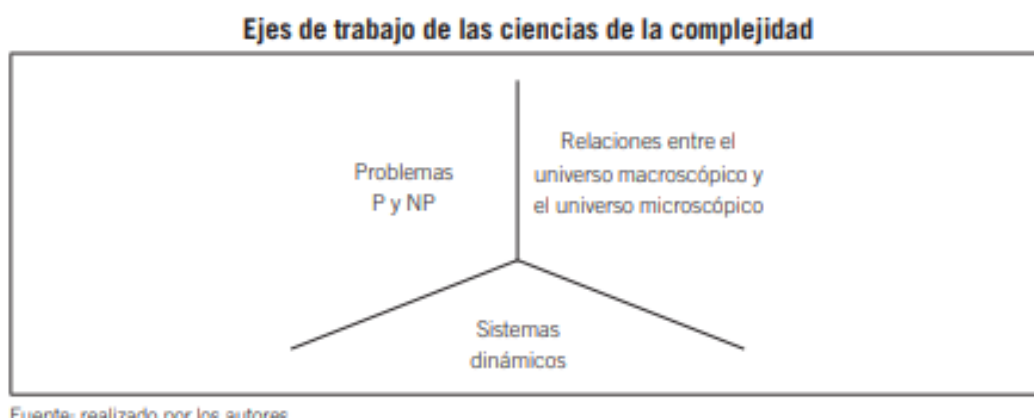 Ejes de trabajo de las ciencias de la complejidad
Problemas
P y NP
Relaciones entre el
universo macroscópico y
el universo microscópico
Sistemas
dinámicos
Fuente: realizado por los autores